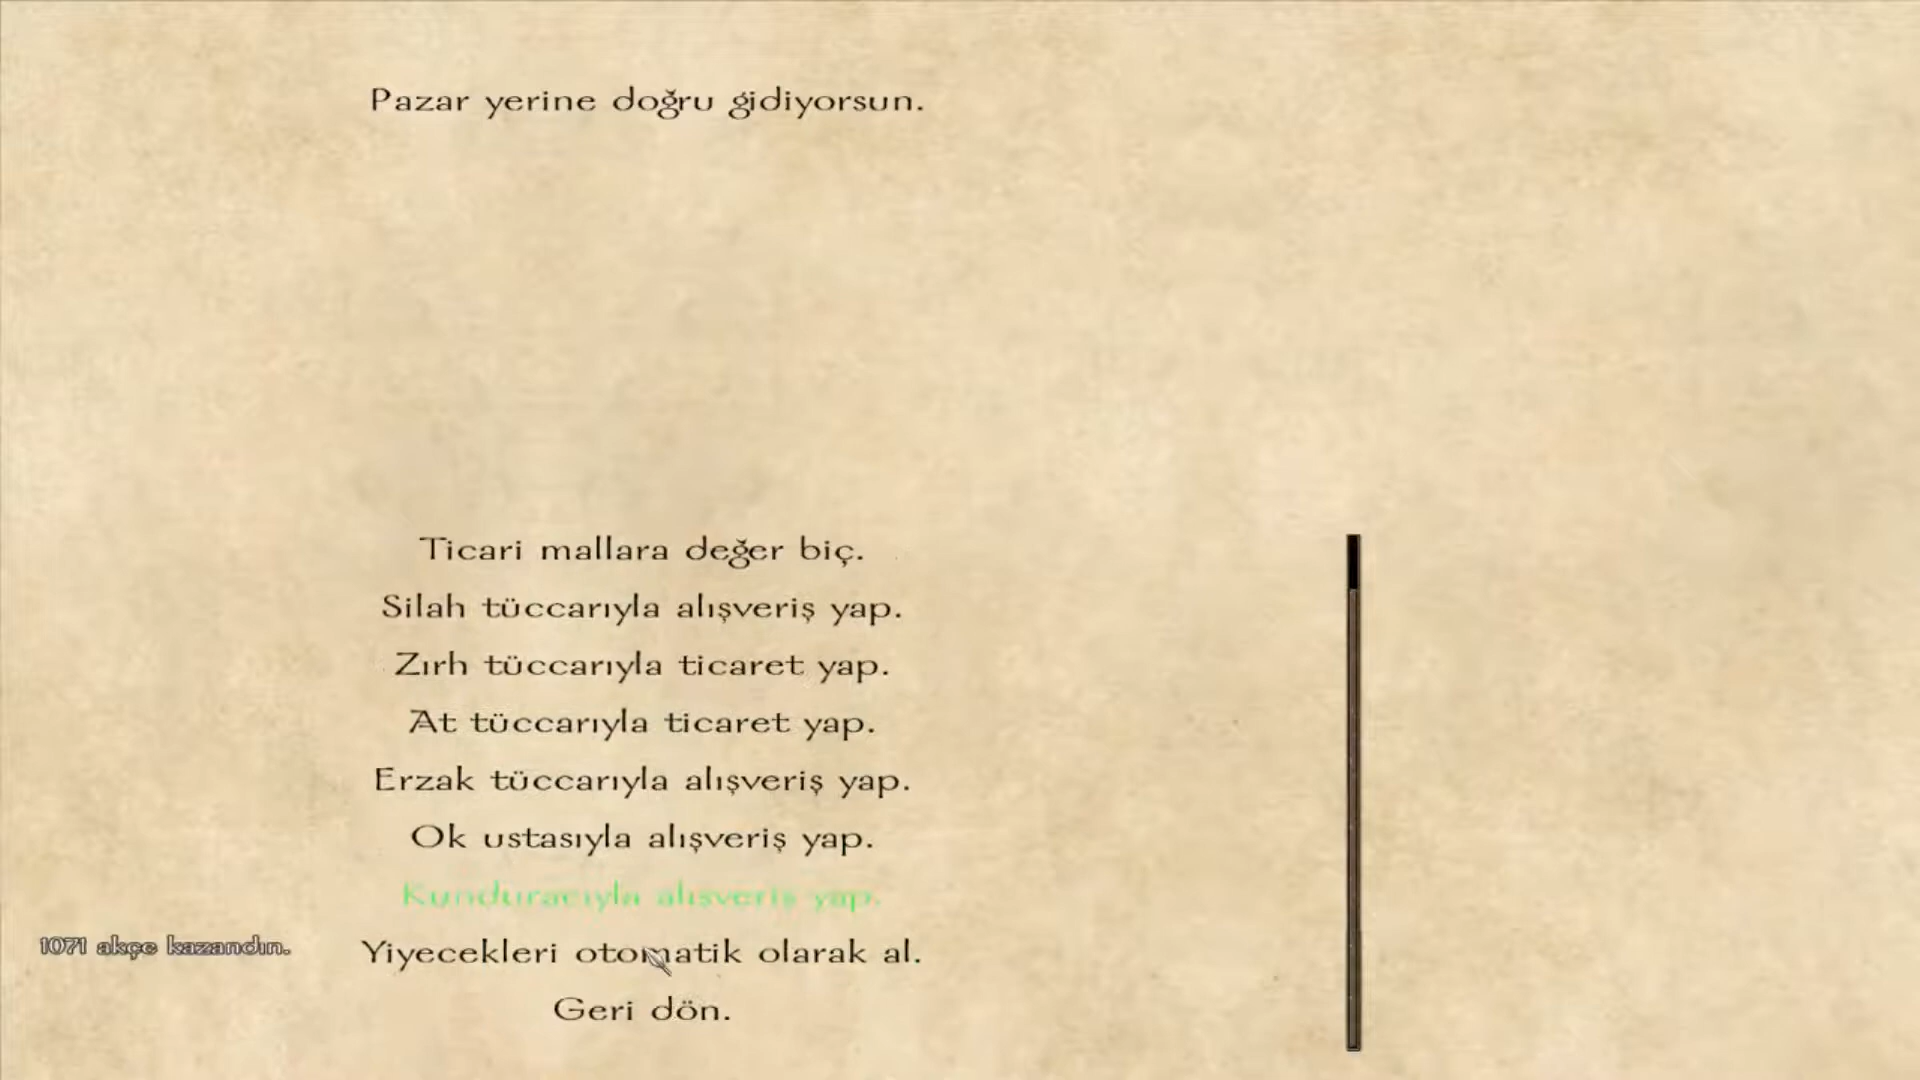 Pazar yerine doğru gidiyorsun.
Ticari mallara değer biç.
Silah tüccarıyla alışveriş yap.
Zırh tüccarıyla ticaret yap.
At tüccarıyla ticaret yap.
Erzak tüccarıyla alışveriş yap.
Ok ustasıyla alışveriş yap.
Kunduracıyla alışveriş yap.
1071 akçe kazandın.
Yiyecekleri otomatik olarak al.
Geri dön.